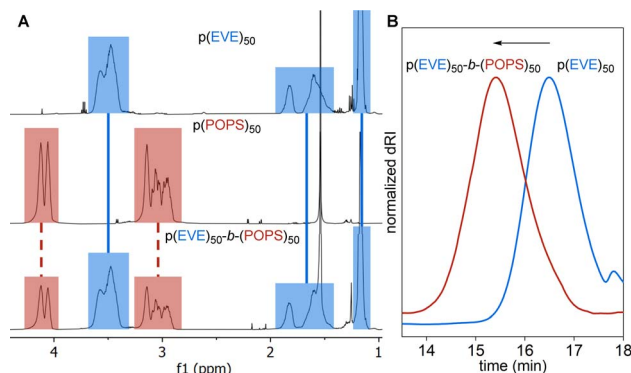 A
p(EVE)50
p(POPS)50
p(EVE)50-b-(POPS)50
4 3 2 1
f1 (ppm)
B
p(EVE)50-b-(POPS)50 p(EVE)50
normalized dRI
14 15 16 17 18
time (min)